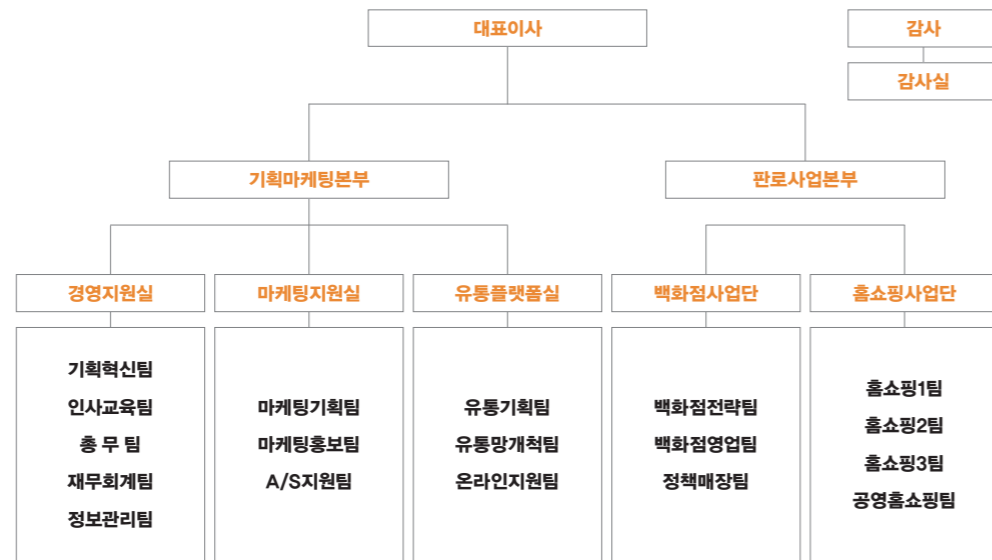 대표이사
감사
감사실
기획마케팅본부
판로사업본부
경영지원실
마케팅지원실
유통플랫폼실
백화점사업단
홈쇼핑사업단
기획혁신팀
인사교육팀
총 무 팀
재무회계팀
정보관리팀
마케팅기획팀
마케팅홍보팀
A/S지원팀
유통기획팀
유통망개척팀
온라인지원팀
백화점전략팀
백화점영업팀
정책매장팀
홈쇼핑1팀
홈쇼핑2팀
홈쇼핑3팀
공영홈쇼핑팀